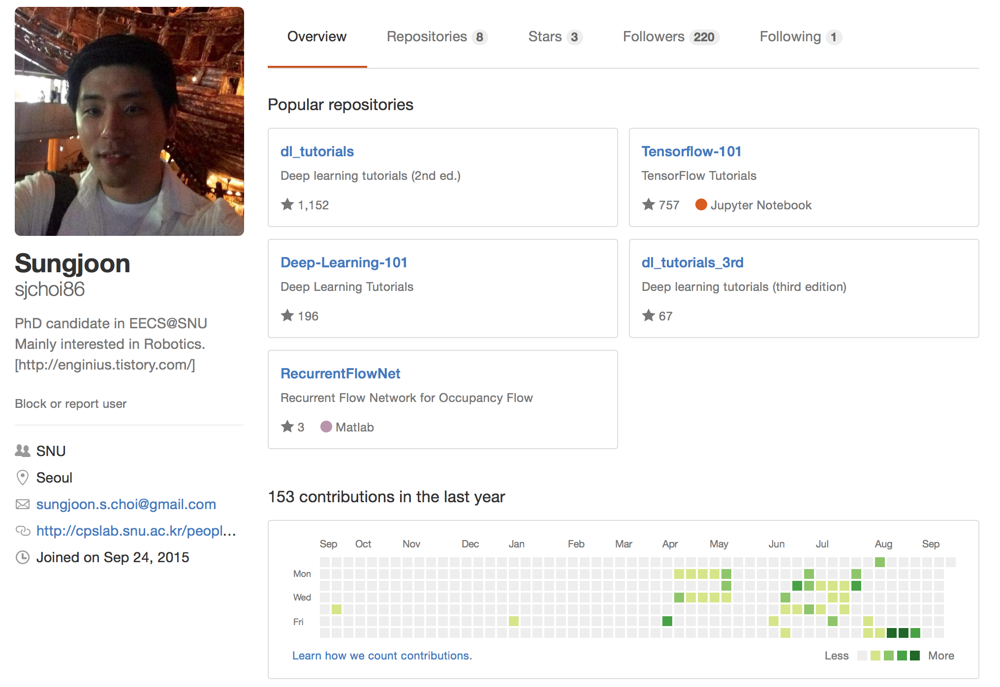 Overview
Repositories 8
Stars 3
Followers 220
Following 1
Sungjoon
sjchoi86
PhD candidate in EECS@SNU
Mainly interested in Robotics.
[http://enginius.tistory.com/]
Block or report user
SNU
Seoul
sungjoon.s.choi@gmail.com
http://cpslab.snu.ac.kr/peopl...
Joined on Sep 24, 2015
Popular repositories
dl_tutorials
Deep learning tutorials (2nd ed.)
1,152
Tensorflow-101
TensorFlow Tutorials
757 Jupyter Notebook
Deep-Learning-101
Deep Learning Tutorials
196
dl_tutorials_3rd
Deep learning tutorials (third edition)
67
RecurrentFlowNet
Recurrent Flow Network for Occupancy Flow
3 Matlab
153 contributions in the last year
Sep Oct Nov Dec Jan Feb Mar Apr May Jun Jul Aug Sep
Mon
Wed
Fri
Learn how we count contributions.
Less More